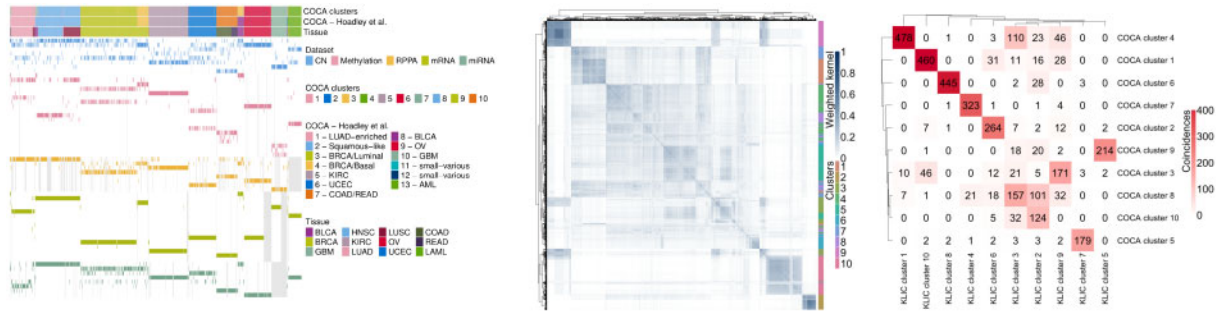 COCA clusters
COCA - Hoadley et al.
Tissue
Dataset
CN Methylation RPPA mRNA miRNA
COCA clusters
1 2 3 4 5 6 7 8 9 10
COCA - Hoadley et al.
1 - LUAD-enriched 8 - BLCA
2 - Squamous-like 9 - OV
3 - BRCA/Luminal 10 - GBM
4 - BRCA/Basal 11 - small-various
5 - KIRC 12 - small-various
6 - UCEC 13 - AML
7 - COAD/READ
Tissue
BLCA HNSC LUSC COAD
BRCA KIRC OV READ
GBM LUAD UCEC LAML
Weighted kernel
1
0.8
0.6
0.4
0.2
0
Clusters
1
2
3
4
5
6
7
8
9
10
478 0 1 0 3 110 23 46 0 0 COCA cluster 4
0 460 0 0 31 11 16 28 0 0 COCA cluster 1
0 0 445 0 0 2 28 0 3 0 COCA cluster 6
0 0 1 323 0 1 1 4 0 0 COCA cluster 7
0 7 1 0 264 7 2 12 0 2 COCA cluster 2
0 1 0 0 0 18 20 2 0 214 COCA cluster 9
10 46 0 0 12 21 5 171 3 2 COCA cluster 3
7 1 0 21 18 157 101 32 0 0 COCA cluster 8
0 0 0 0 5 32 124 0 0 0 COCA cluster 10
0 2 2 1 2 3 3 2 179 0 COCA cluster 5
KLIC cluster 1
KLIC cluster 10
KLIC cluster 8
KLIC cluster 4
KLIC cluster 6
KLIC cluster 3
KLIC cluster 2
KLIC cluster 9
KLIC cluster 7
KLIC cluster 5
Coincidences
400
300
200
100
0